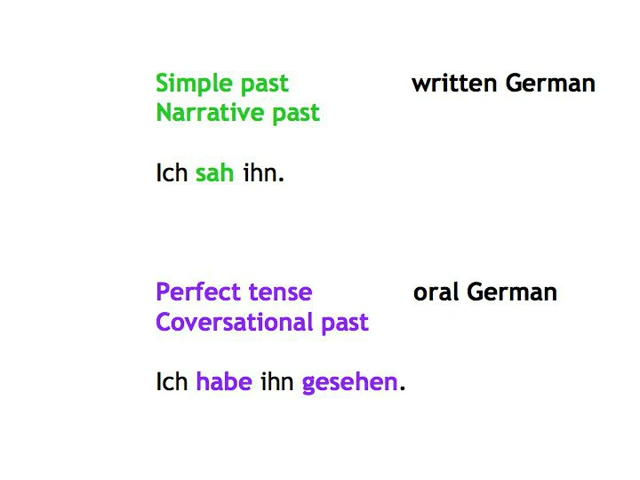 Simple past written German
Narrative past
Ich sah ihn.
Perfect tense oral German
Coversational past
Ich habe ihn gesehen.